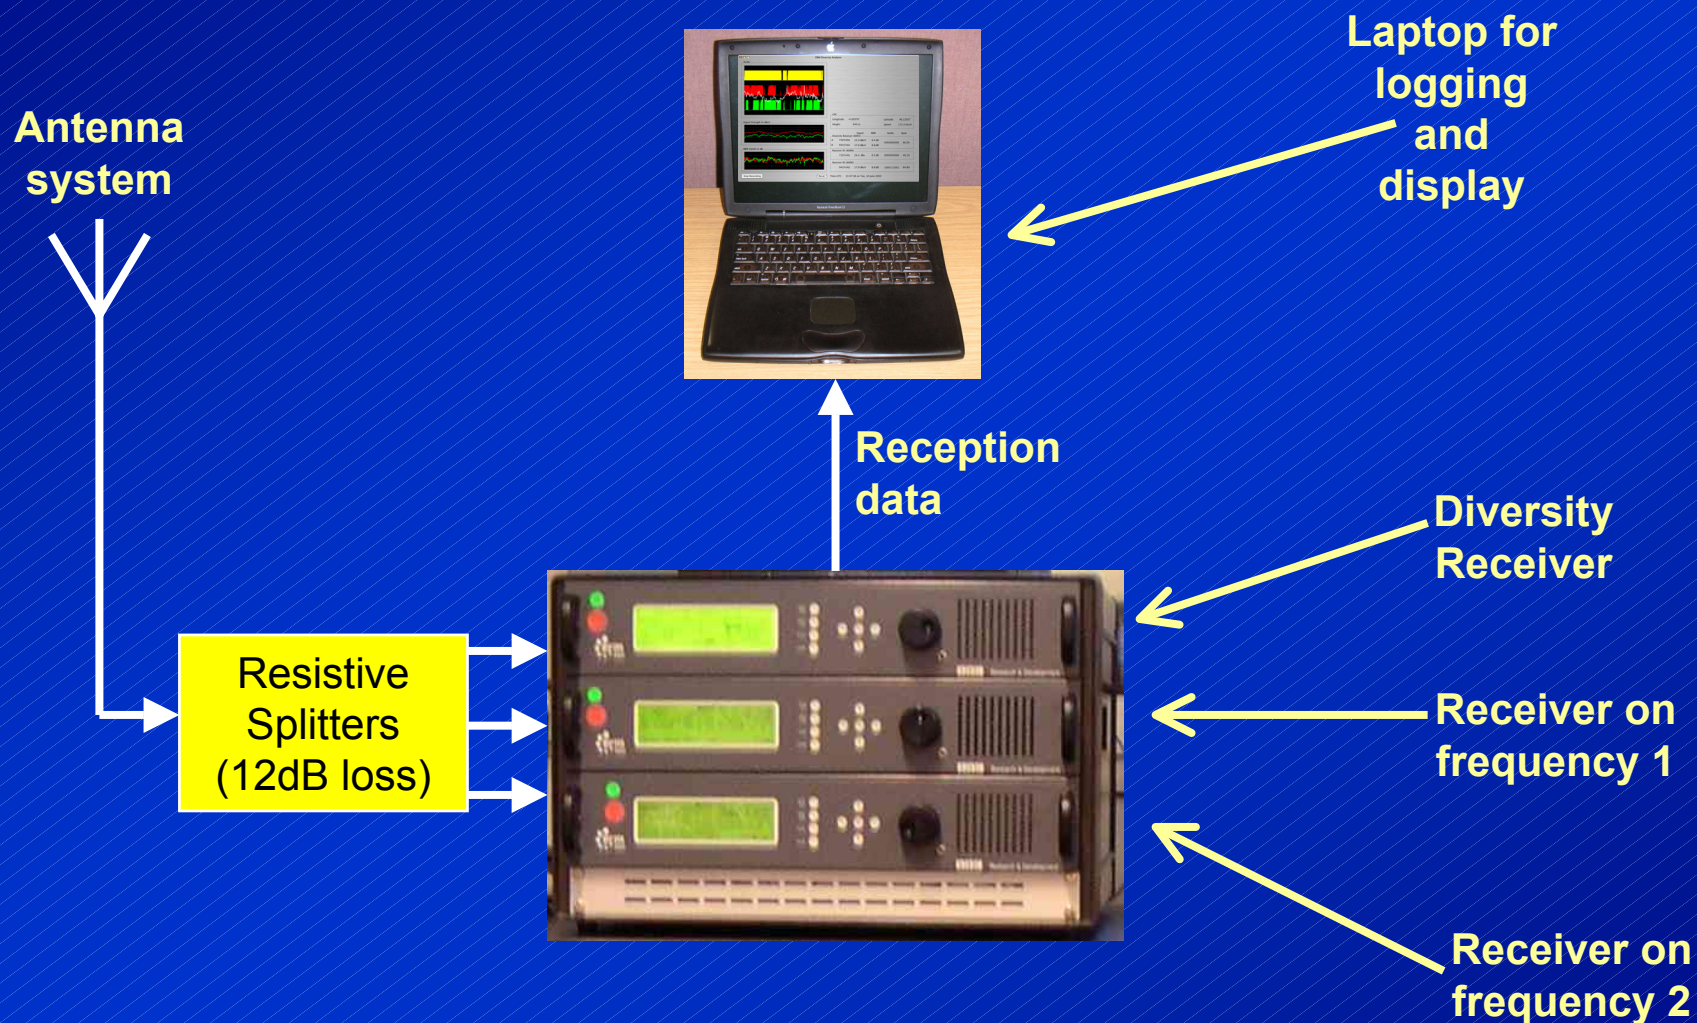 Laptop for
logging
and
display
Antenna
system
Reception
data
Diversity
Receiver
Resistive
Splitters
(12dB loss)
Receiver on
frequency 1
Receiver on
frequency 2